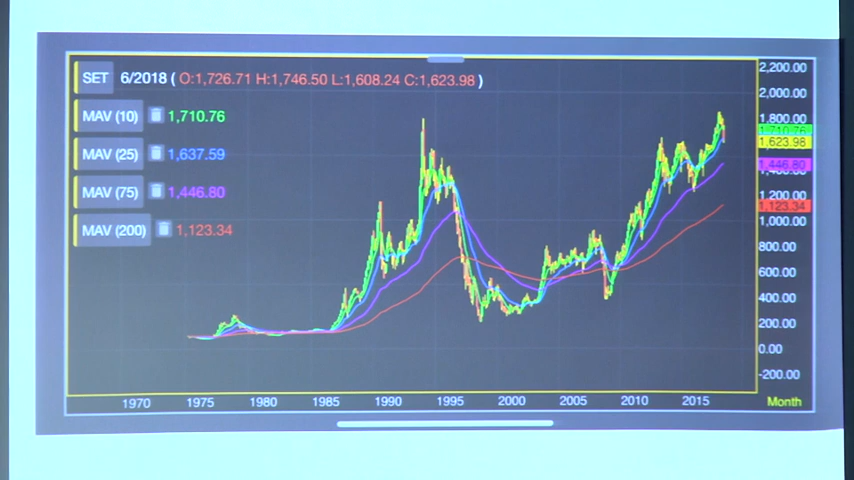 SET 6/2018 ( O:1,726.71 H:1,746.50 L:1,608.24 C:1,623.98 )
MAV (10) 1,710.76
MAV (25) 1,637.59
MAV (75) 1,446.80
MAV (200) 1,123.34
2,200.00
2,000.00
1,800.00
1,710.76
1,623.98
1,446.80
1,400.00
1,200.00
1,123.34
1,000.00
800.00
600.00
400.00
200.00
0.00
-200.00
1970 1975 1980 1985 1990 1995 2000 2005 2010 2015 Month